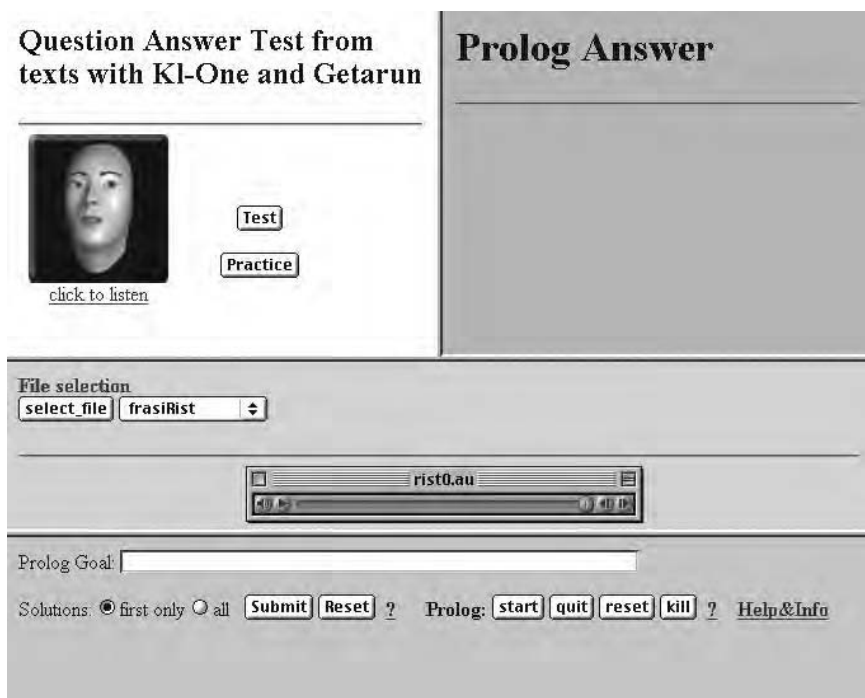 Question Answer Test from
texts with Kl-One and Getarun
Prolog Answer
Test
Practice
click to listen
File selection
select_file frasiRist
rist0.au
Prolog Goal:
Solutions: first only all Submit Reset ? Prolog: start quit reset kill ? Help&Info